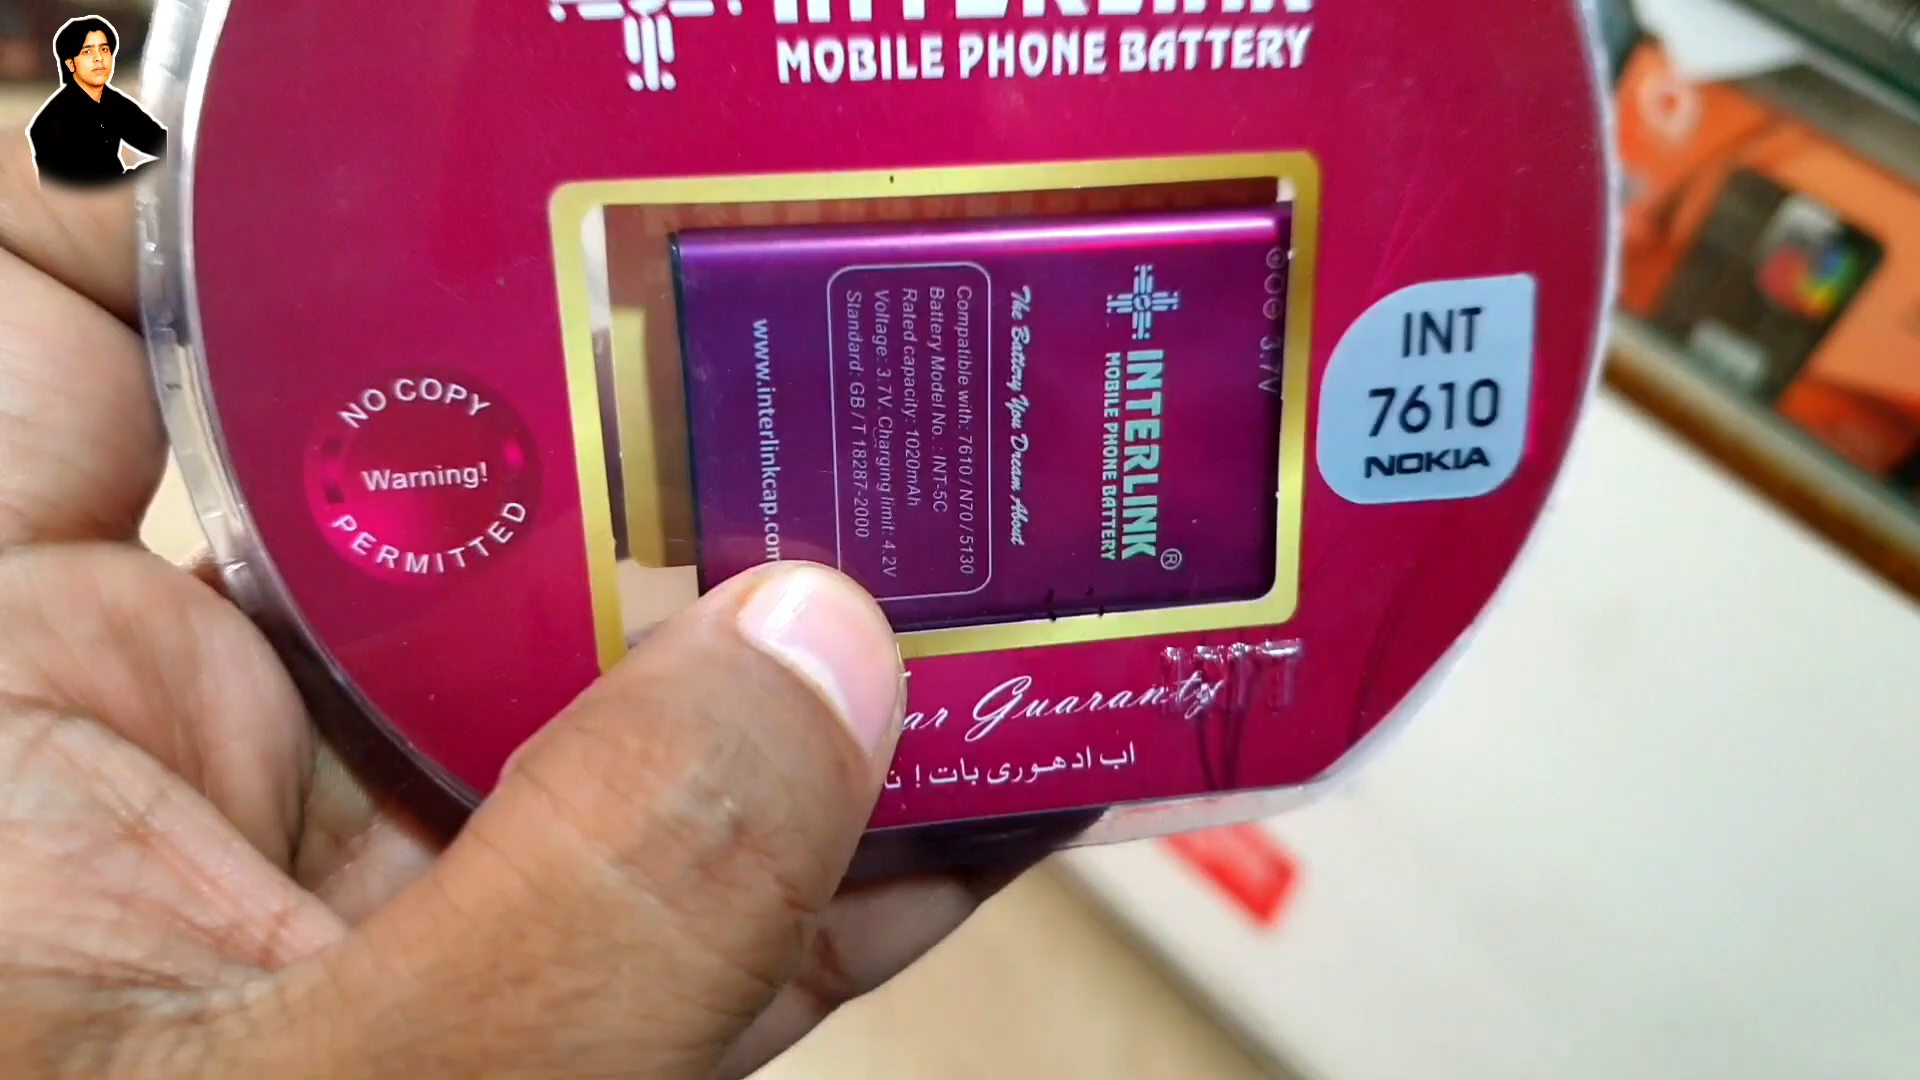 INTERLINK
MOBILE PHONE BATTERY
NO COPY
Warning!
PERMITTED
3.7V
INTERLINK®
MOBILE PHONE BATTERY
The Battery You Dream About
Compatible with: 7610 / N70 / 5130
Battery Model No. : INT-5C
Rated capacity: 1020mAh
Voltage: 3.7V. Charging limit: 4.2V
Standard: GB / T 18287-2000
www.interlinkcap.com
INT
7610
NOKIA
Guaranty
اب ادھوری بات !